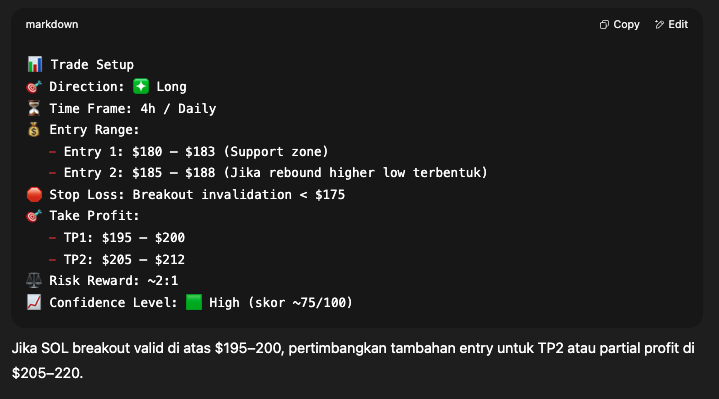 markdown
Copy
Edit
📊 Trade Setup
🎯 Direction: ❇️ Long
⏳ Time Frame: 4h / Daily
💰 Entry Range:
– Entry 1: $180 – $183 (Support zone)
– Entry 2: $185 – $188 (Jika rebound higher low terbentuk)
🛑 Stop Loss: Breakout invalidation < $175
🎯 Take Profit:
– TP1: $195 – $200
– TP2: $205 – $212
⚖️ Risk Reward: ~2:1
📈 Confidence Level: 🟩 High (skor ~75/100)
Jika SOL breakout valid di atas $195–200, pertimbangkan tambahan entry untuk TP2 atau partial profit di
$205–220.